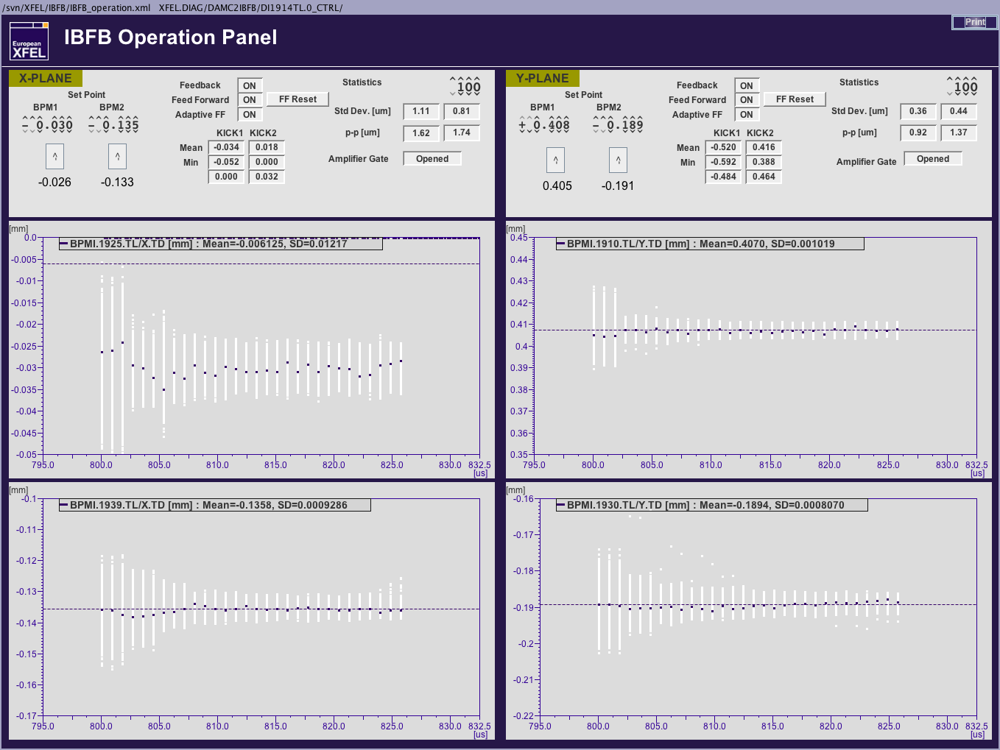 /svn/XFEL/IBFB/IBFB_operation.xml XFEL.DIAG/DAMC2IBFB/DI1914TL.0_CTRL/
Print
European
XFEL
IBFB Operation Panel
X-PLANE
Set Point
BPM1 BPM2
- 0.030 - 0.135
-0.026 -0.133
Feedback ON
Feed Forward ON FF Reset
Adaptive FF ON
KICK1 KICK2
Mean -0.034 0.018
Min -0.052 0.000
0.000 0.032
Statistics 100
Std Dev. [um] 1.11 0.81
p-p [um] 1.62 1.74
Amplifier Gate Opened
Y-PLANE
Set Point
BPM1 BPM2
+ 0.408 - 0.189
0.405 -0.191
Feedback ON
Feed Forward ON FF Reset
Adaptive FF ON
KICK1 KICK2
Mean -0.520 0.416
Min -0.592 0.388
-0.484 0.464
Statistics 100
Std Dev. [um] 0.36 0.44
p-p [um] 0.92 1.37
Amplifier Gate Opened
[mm]
BPMI.1925.TL/X.TD [mm] : Mean=-0.006125, SD=0.01217
0.0
-0.005
-0.01
-0.015
-0.02
-0.025
-0.03
-0.035
-0.04
-0.045
-0.05
795.0 800.0 805.0 810.0 815.0 820.0 825.0 830.0 832.5
[us]
[mm]
BPMI.1910.TL/Y.TD [mm] : Mean=0.4070, SD=0.001019
0.45
0.44
0.43
0.42
0.41
0.4
0.39
0.38
0.37
0.36
0.35
795.0 800.0 805.0 810.0 815.0 820.0 825.0 830.0 832.5
[us]
[mm]
BPMI.1939.TL/X.TD [mm] : Mean=-0.1358, SD=0.0009286
-0.1
-0.11
-0.12
-0.13
-0.14
-0.15
-0.16
-0.17
795.0 800.0 805.0 810.0 815.0 820.0 825.0 830.0 832.5
[us]
[mm]
BPMI.1930.TL/Y.TD [mm] : Mean=-0.1894, SD=0.0008070
-0.16
-0.17
-0.18
-0.19
-0.2
-0.21
-0.22
795.0 800.0 805.0 810.0 815.0 820.0 825.0 830.0 832.5
[us]